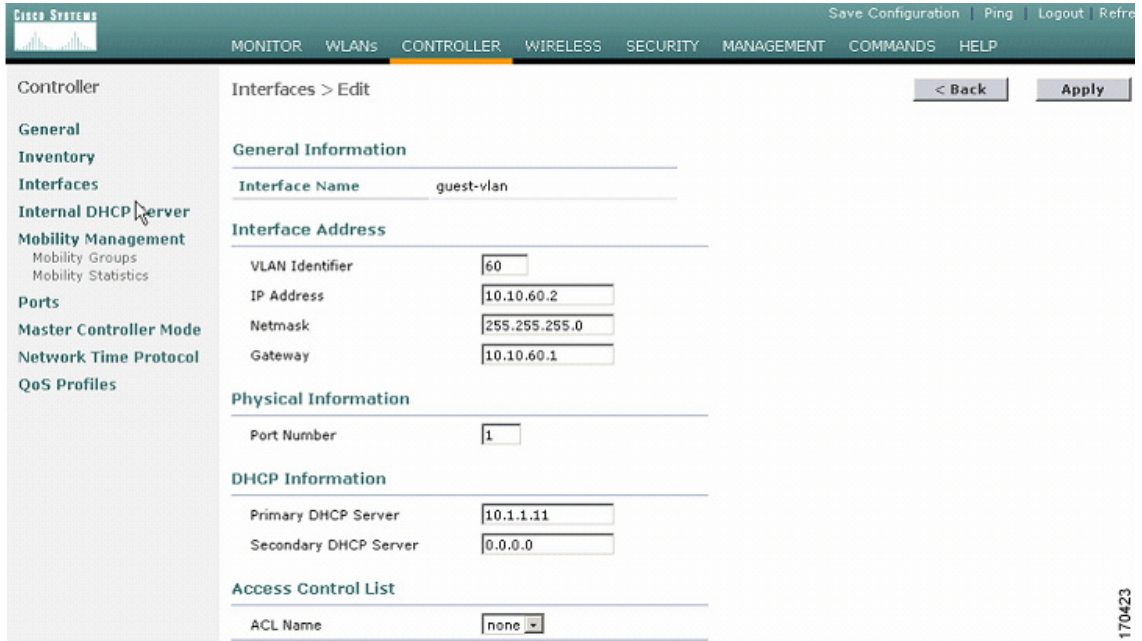 Save Configuration | Ping | Logout | Refre
CISCO SYSTEMS
MONITOR WLANs CONTROLLER WIRELESS SECURITY MANAGEMENT COMMANDS HELP
Controller
General
Inventory
Interfaces
Internal DHCP Server
Mobility Management
Mobility Groups
Mobility Statistics
Ports
Master Controller Mode
Network Time Protocol
QoS Profiles
Interfaces > Edit
< Back Apply
General Information
Interface Name guest-vlan
Interface Address
VLAN Identifier 60
IP Address 10.10.60.2
Netmask 255.255.255.0
Gateway 10.10.60.1
Physical Information
Port Number 1
DHCP Information
Primary DHCP Server 10.1.1.11
Secondary DHCP Server 0.0.0.0
Access Control List
ACL Name none
170423